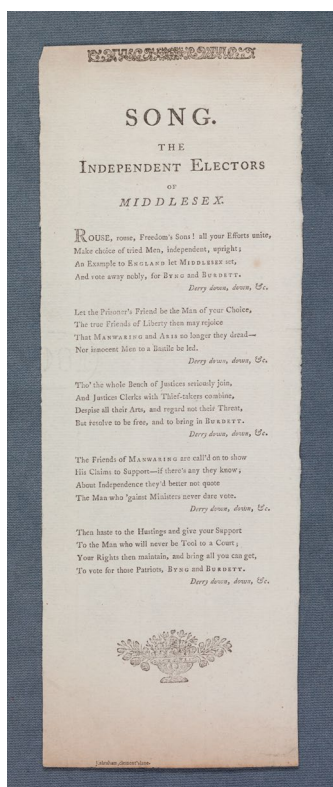 SONG.
THE
INDEPENDENT ELECTORS
OF
MIDDLESEX.
ROUSE, rouse, Freedom's Sons! all your Efforts unite,
Make choice of tried Men, independent, upright;
An Example to ENGLAND let MIDDLESEX set,
And vote away nobly, for BYNG and BURDETT.
Derry down, down, &c.
Let the Prisoner's Friend be the Man of your Choice,
The true Friends of Liberty then may rejoice
That MANWARING and ARIS no longer they dread—
Nor innocent Men to a Bastile be led.
Derry down, down, &c.
Tho' the whole Bench of Justices seriously join,
And Justices Clerks with Thief-takers combine,
Despise all their Arts, and regard not their Threat,
But resolve to be free, and to bring in BURDETT.
Derry down, down, &c.
The Friends of MANWARING are call'd on to show
His Claims to Support—if there's any they know;
About Independence they'd better not quote
The Man who 'gainst Ministers never dare vote.
Derry down, down, &c.
Then haste to the Hustings and give your Support
To the Man who will never be Tool to a Court;
Your Rights then maintain, and bring all you can get,
To vote for those Patriots, BYNG and BURDETT.
Derry down, down, &c.